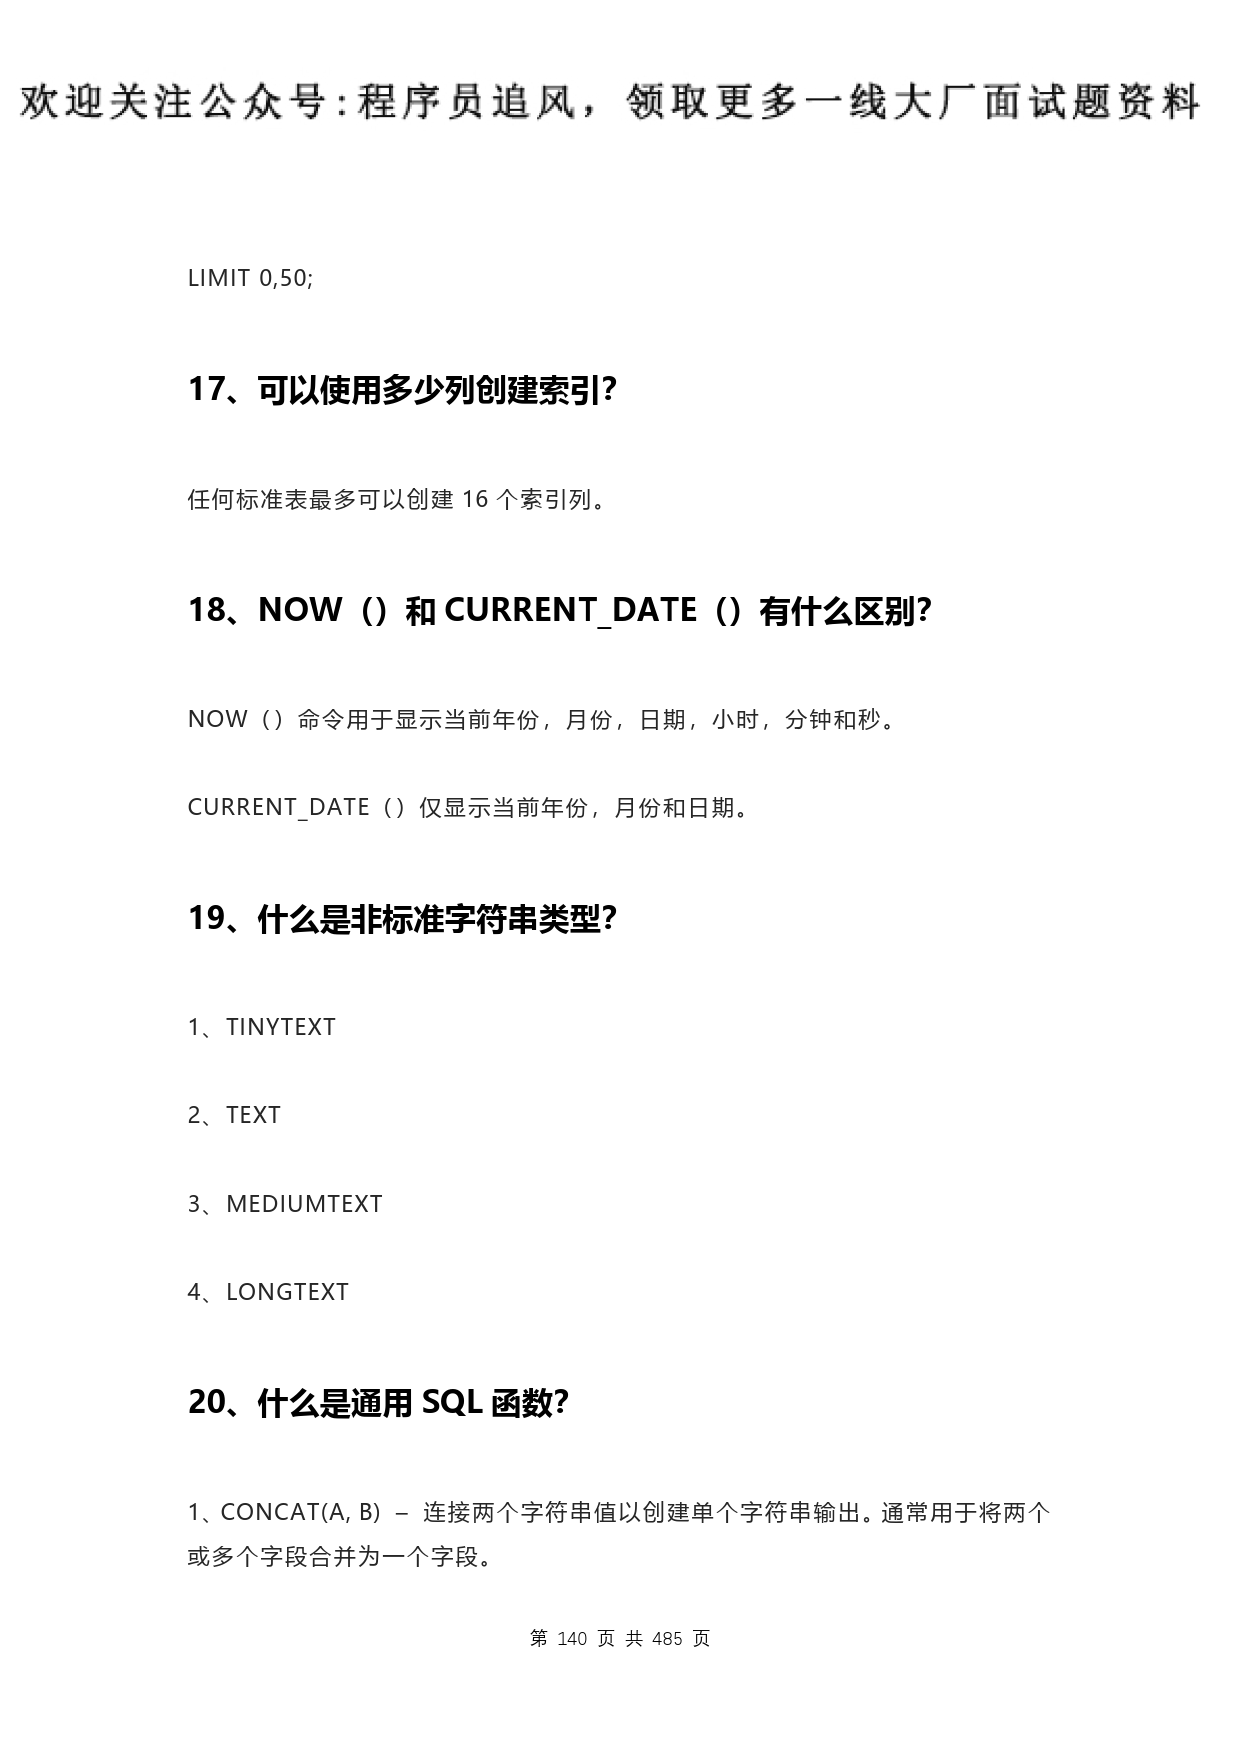 欢迎关注公众号:程序员追风，领取更多一线大厂面试题资料
LIMIT 0,50;
17、可以使用多少列创建索引？
任何标准表最多可以创建 16 个索引列。
18、NOW（）和 CURRENT_DATE（）有什么区别？
NOW（）命令用于显示当前年份，月份，日期，小时，分钟和秒。
CURRENT_DATE（）仅显示当前年份，月份和日期。
19、什么是非标准字符串类型？
1、TINYTEXT
2、TEXT
3、MEDIUMTEXT
4、LONGTEXT
20、什么是通用 SQL 函数？
1、CONCAT(A, B) – 连接两个字符串值以创建单个字符串输出。通常用于将两个
或多个字段合并为一个字段。
第 140 页 共 485 页